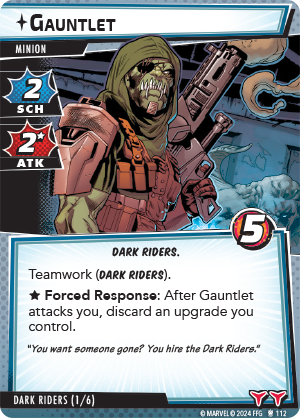 GAUNTLET
MINION
2
SCH
2★
ATK
5
DARK RIDERS.
Teamwork (DARK RIDERS).
★ Forced Response: After Gauntlet
attacks you, discard an upgrade you
control.
"You want someone gone? You hire the Dark Riders."
DARK RIDERS (1/6)
© MARVEL © 2024 FFG 112